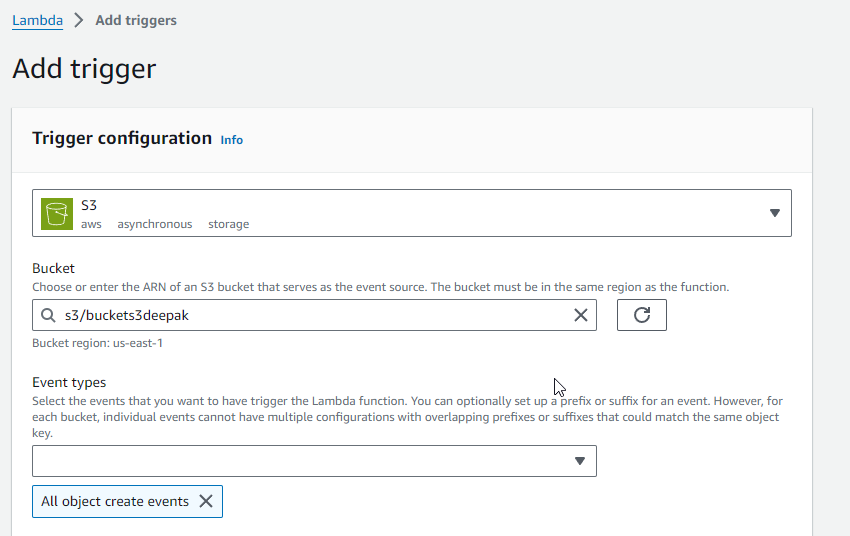 Lambda > Add triggers
Add trigger
Trigger configuration Info
S3
aws asynchronous storage
Bucket
Choose or enter the ARN of an S3 bucket that serves as the event source. The bucket must be in the same region as the function.
s3/buckets3deepak
Bucket region: us-east-1
Event types
Select the events that you want to have trigger the Lambda function. You can optionally set up a prefix or suffix for an event. However, for
each bucket, individual events cannot have multiple configurations with overlapping prefixes or suffixes that could match the same object
key.
All object create events